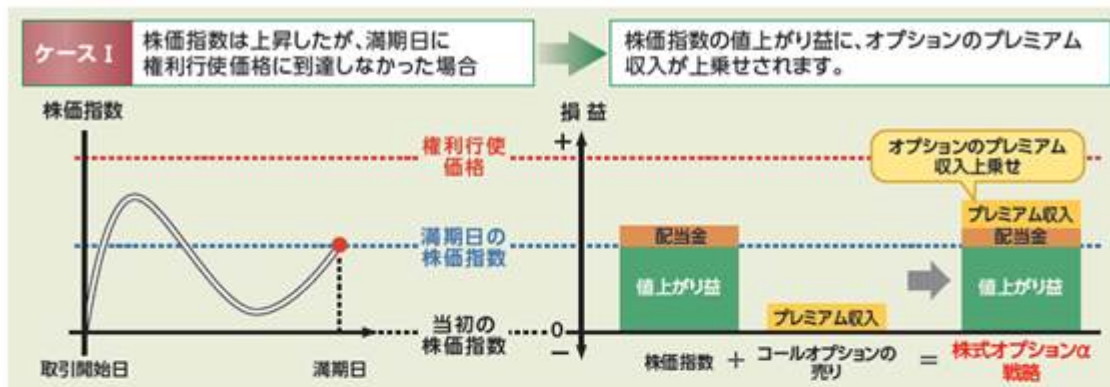 ケースⅠ
株価指数は上昇したが、満期日に
権利行使価格に到達しなかった場合
株価指数の値上がり益に、オプションのプレミアム
収入が上乗せされます。
株価指数
権利行使
価格
満期日の
株価指数
当初の
株価指数
取引開始日
満期日
損益
+
0
−
オプションのプレミアム
収入上乗せ
配当金
値上がり益
プレミアム収入
プレミアム収入
配当金
値上がり益
株価指数
+
コールオプションの
売り
=
株式オプションα
戦略